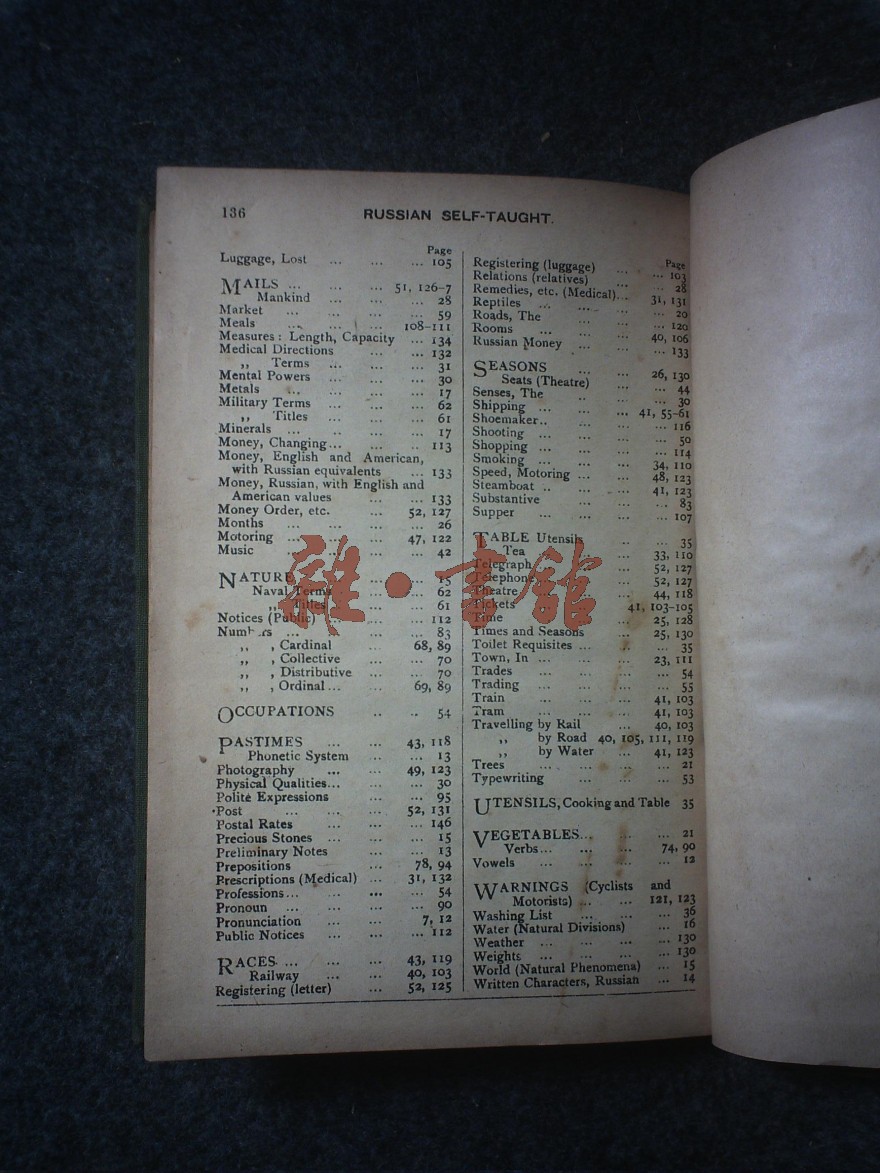 136 RUSSIAN SELF-TAUGHT.
Page
Luggage, Lost ... ... ... 105
MAILS ... ... ... 51, 126-7
Mankind ... ... ... 28
Market ... ... ... ... 59
Meals ... ... ... 108-111
Measures: Length, Capacity ... 134
Medical Directions ... ... 132
,, Terms ... ... ... 31
Mental Powers ... ... ... 30
Metals ... ... ... ... 17
Military Terms ... ... ... 62
,, Titles ... ... ... 61
Minerals ... ... ... ... 17
Money, Changing... ... ... 113
Money, English and American,
with Russian equivalents ... 133
Money, Russian, with English and
American values ... ... 133
Money Order, etc. ... 52, 127
Months ... ... ... ... 26
Motoring ... ... ... 47, 122
Music ... ... ... ... 42
NATURE ... ... 15
Naval Terms ... ... 62
,, Titles ... ... 61
Notices (Public) ... ... 112
Numbers ... ... ... ... 83
,, , Cardinal ... 68, 89
,, , Collective ... ... 70
,, , Distributive ... ... 70
,, , Ordinal... ... 69, 89
OCCUPATIONS ... ... 54
PASTIMES ... ... 43, 118
Phonetic System ... ... 13
Photography ... ... 49, 123
Physical Qualities... ... ... 30
Polite Expressions ... ... 95
Post ... ... ... 52, 131
Postal Rates ... ... ... 146
Precious Stones ... ... ... 15
Preliminary Notes ... ... 13
Prepositions ... ... 78, 94
Prescriptions (Medical) ... 31, 132
Professions... ... ... ... 54
Pronoun ... ... ... ... 90
Pronunciation ... ... 7, 12
Public Notices ... ... ... 112
RACES ... ... ... 43, 119
Railway ... ... 40, 103
Registering (letter) ... 52, 125
Page
Registering (luggage) ... ... 103
Relations (relatives) ... ... 28
Remedies, etc. (Medical)... 31, 131
Reptiles ... ... ... ... 20
Roads, The ... ... ... 120
Rooms ... ... ... 40, 106
Russian Money ... ... ... 133
SEASONS ... ... 26, 130
Seats (Theatre) ... ... 44
Senses, The ... ... ... 30
Shipping ... ... ... 41, 55-61
Shoemaker.. ... ... ... 116
Shooting ... ... ... ... 50
Shopping ... ... ... ... 114
Smoking ... ... ... 34, 110
Speed, Motoring ... ... 48, 123
Steamboat .. ... ... 41, 123
Substantive ... ... ... 83
Supper ... ... ... ... 107
TABLE Utensils ... ... 35
Tea ... ... ... 33, 110
Telegraph ... ... 52, 127
Telephone ... ... 52, 127
Theatre ... ... 44, 118
Tickets 41, 103-105
Time ... ... 25, 128
Times and Seasons ... 25, 130
Toilet Requisites ... ... ... 35
Town, In ... ... ... 23, 111
Trades ... ... ... ... 54
Trading ... ... ... ... 55
Train ... ... ... 41, 103
Tram ... ... ... 41, 103
Travelling by Rail ... 40, 103
,, by Road 40, 105, 111, 119
,, by Water ... 41, 123
Trees ... ... ... ... 21
Typewriting ... ... ... 53
UTENSILS, Cooking and Table 35
VEGETABLES... ... ... 21
Verbs... ... ... 74, 90
Vowels ... ... ... ... 12
WARNINGS (Cyclists and
Motorists) ... ... 121, 123
Washing List ... ... ... 36
Water (Natural Divisions) ... 16
Weather ... ... ... ... 130
Weights ... ... ... ... 130
World (Natural Phenomena) ... 15
Written Characters, Russian ... 14
雜·書館